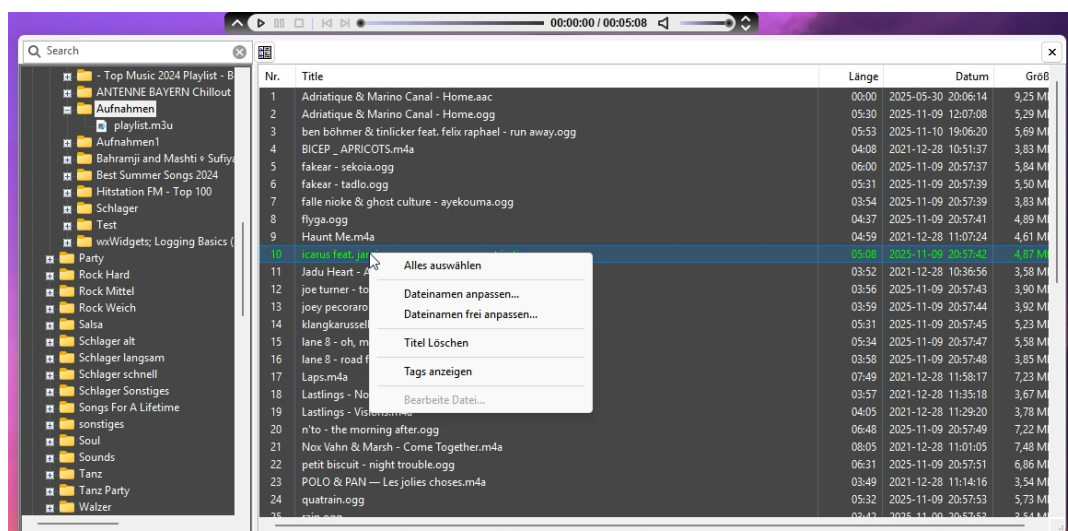 00:00:00 / 00:05:08
Search
- Top Music 2024 Playlist - B
ANTENNE BAYERN Chillout
Aufnahmen
playlist.m3u
Aufnahmen1
Bahramji and Mashti ⚬ Sufiya
Best Summer Songs 2024
Hitstation FM - Top 100
Schlager
Test
wxWidgets; Logging Basics (
Party
Rock Hard
Rock Mittel
Rock Weich
Salsa
Schlager alt
Schlager langsam
Schlager schnell
Schlager Sonstiges
Songs For A Lifetime
sonstiges
Soul
Sounds
Tanz
Tanz Party
Walzer
Nr. Title Länge Datum Größ
1 Adriatique & Marino Canal - Home.aac 00:00 2025-05-30 20:06:14 9,25 M
2 Adriatique & Marino Canal - Home.ogg 05:30 2025-11-09 12:07:08 5,29 M
3 ben böhmer & tinlicker feat. felix raphael - run away.ogg 05:53 2025-11-10 19:06:20 5,69 M
4 BICEP _ APRICOTS.m4a 04:08 2021-12-28 10:51:37 3,83 M
5 fakear - sekoia.ogg 06:00 2025-11-09 20:57:37 5,84 M
6 fakear - tadlo.ogg 05:31 2025-11-09 20:57:39 5,50 M
7 falle nioke & ghost culture - ayekouma.ogg 03:54 2025-11-09 20:57:39 3,83 M
8 flyga.ogg 04:37 2025-11-09 20:57:41 4,89 M
9 Haunt Me.m4a 04:59 2021-12-28 11:07:24 4,61 M
10 icarus feat. 05:08 2025-11-09 20:57:42 4,87 M
11 Jadu Heart - A 03:52 2021-12-28 10:36:56 3,58 M
12 joe turner - to 03:56 2025-11-09 20:57:43 3,90 M
13 joey pecoraro 03:59 2025-11-09 20:57:44 3,92 M
14 klangkarussell 05:31 2025-11-09 20:57:45 5,23 M
15 lane 8 - oh, m 05:34 2025-11-09 20:57:47 5,58 M
16 lane 8 - road f 03:58 2025-11-09 20:57:48 3,85 M
17 Laps.m4a 07:49 2021-12-28 11:58:17 7,23 M
18 Lastlings - No 03:57 2021-12-28 11:35:18 3,67 M
19 Lastlings - Visions.m4a 04:05 2021-12-28 11:29:20 3,78 M
20 n'to - the morning after.ogg 06:48 2025-11-09 20:57:49 7,22 M
21 Nox Vahn & Marsh - Come Together.m4a 08:05 2021-12-28 11:01:05 7,48 M
22 petit biscuit - night trouble.ogg 06:31 2025-11-09 20:57:51 6,86 M
23 POLO & PAN — Les jolies choses.m4a 03:49 2021-12-28 11:14:16 3,54 M
24 quatrain.ogg 05:32 2025-11-09 20:57:53 5,73 M
25 rain.ogg 03:42 2025-11-09 20:57:53 3,54 M
Alles auswählen
Dateinamen anpassen...
Dateinamen frei anpassen...
Titel Löschen
Tags anzeigen
Bearbeite Datei...